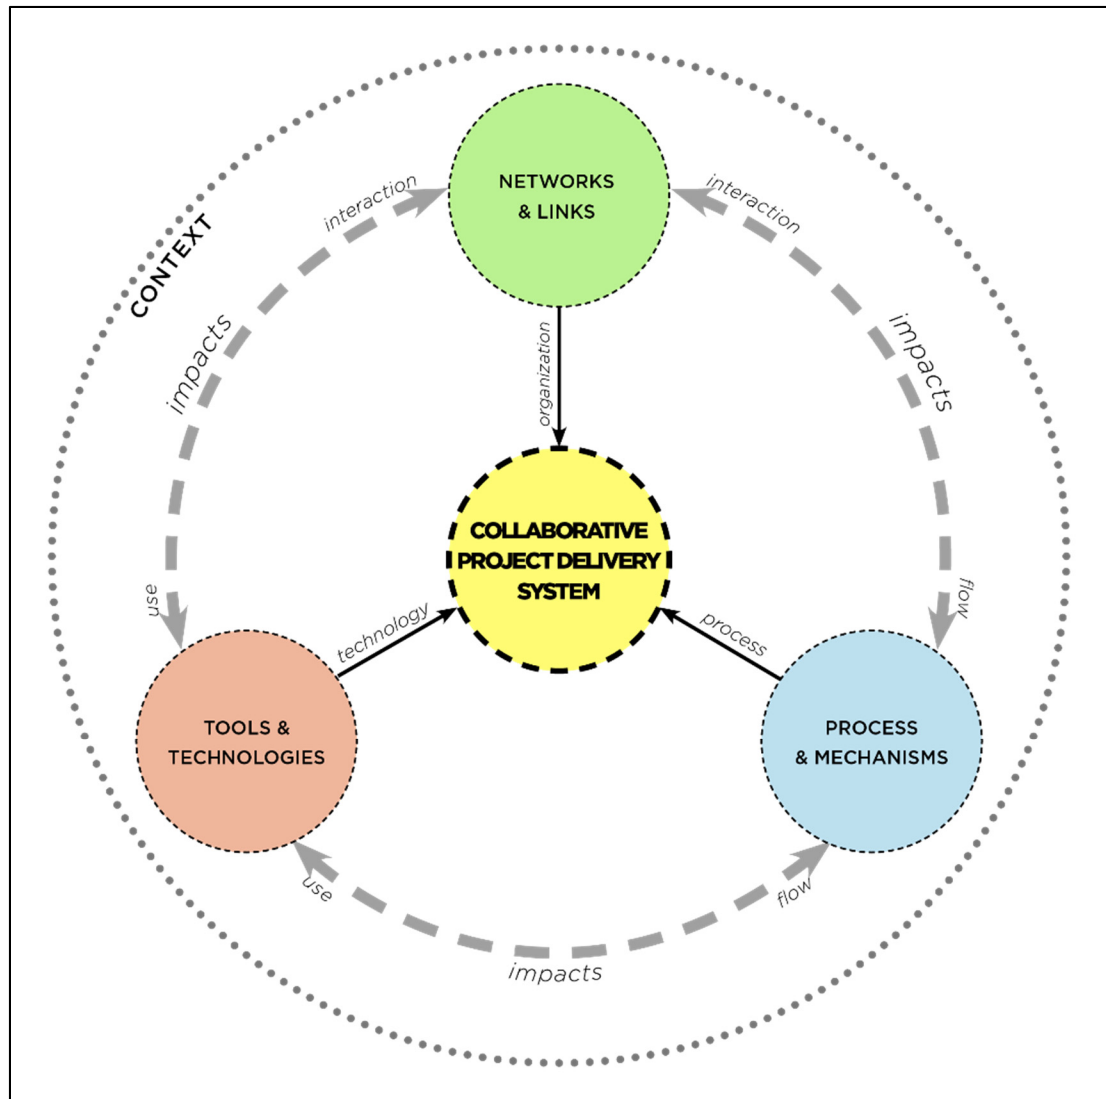 NETWORKS
& LINKS
interaction
interaction
CONTEXT
impacts
impacts
organization
COLLABORATIVE
PROJECT DELIVERY
SYSTEM
use
flow
technology
process
TOOLS &
TECHNOLOGIES
PROCESS
& MECHANISMS
use
flow
impacts